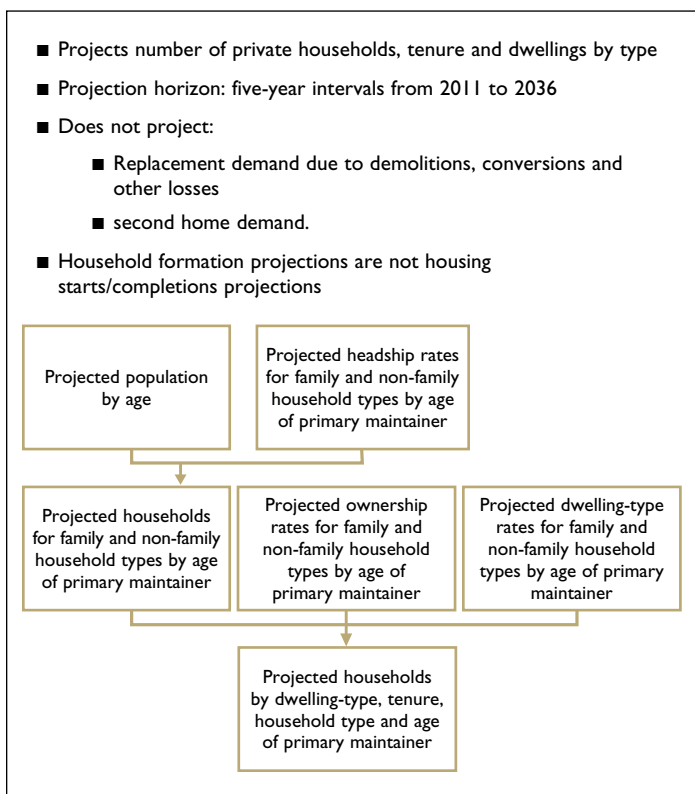 ■ Projects number of private households, tenure and dwellings by type
■ Projection horizon: five-year intervals from 2011 to 2036
■ Does not project:
■ Replacement demand due to demolitions, conversions and
other losses
■ second home demand.
■ Household formation projections are not housing
starts/completions projections
Projected population
by age
Projected headship rates
for family and non-family
household types by age
of primary maintainer
Projected households
for family and non-family
household types by age
of primary maintainer
Projected ownership
rates for family and
non-family household
types by age of
primary maintainer
Projected dwelling-type
rates for family and
non-family household
types by age of primary
maintainer
Projected households
by dwelling-type, tenure,
household type and age
of primary maintainer